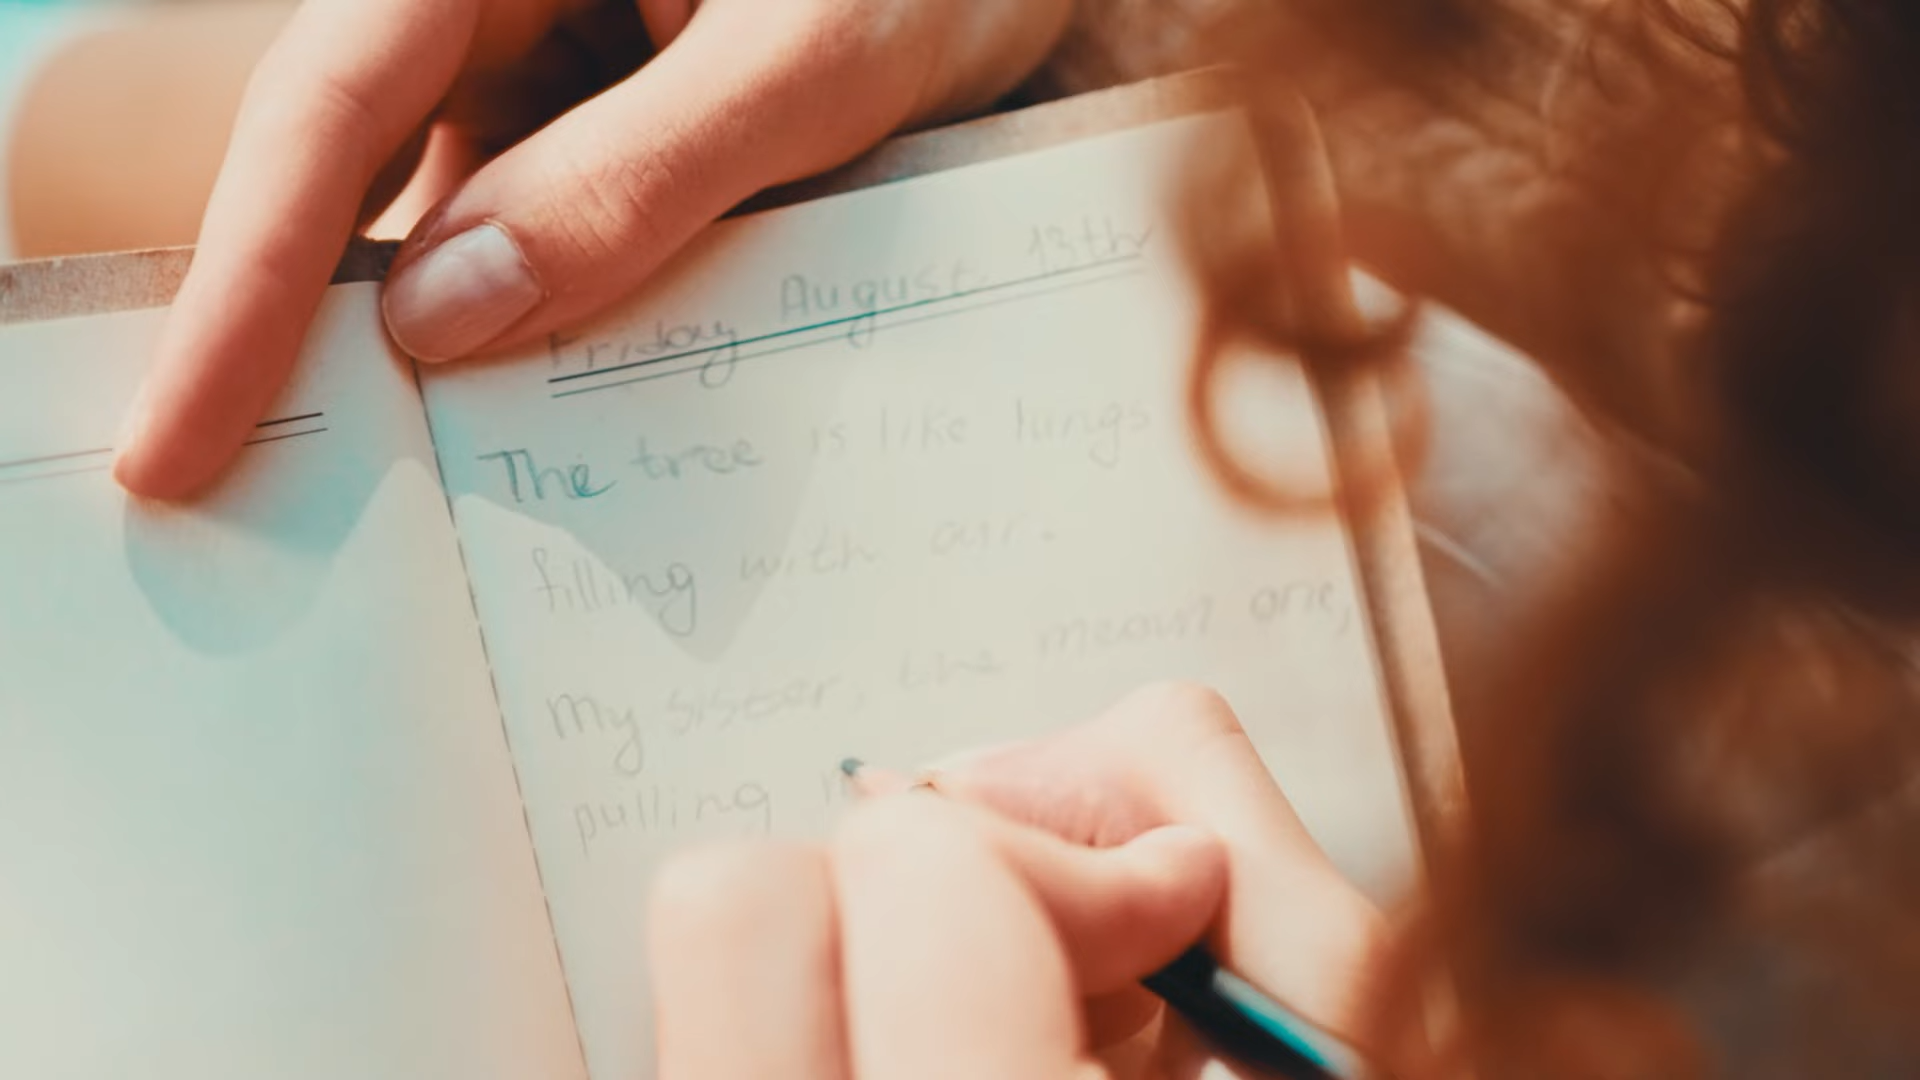 Friday August 13th
The tree is like lungs
filling with air.
My sister, the mean one,
pulling